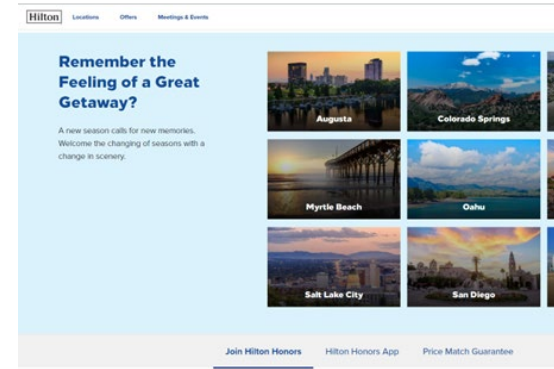 Hilton
Locations
Offers
Meetings & Events
Remember the
Feeling of a Great
Getaway?
A new season calls for new memories.
Welcome the changing of seasons with a
change in scenery.
Augusta
Colorado Springs
Myrtle Beach
Oahu
Salt Lake City
San Diego
Join Hilton Honors
Hilton Honors App
Price Match Guarantee